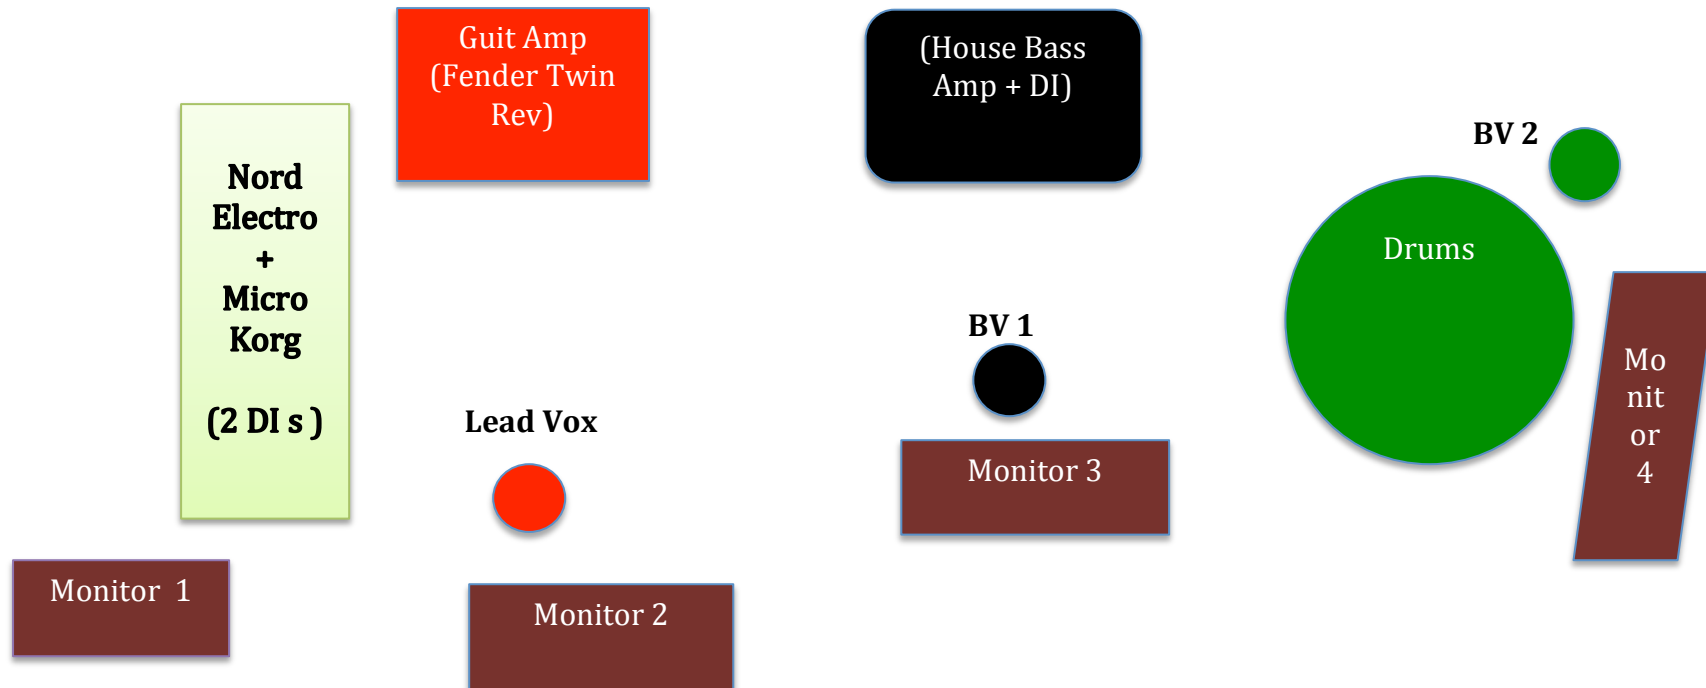 Guit Amp
(Fender Twin
Rev)
(House Bass
Amp + DI)
BV 2
Nord
Electro
+
Micro
Korg
(2 DI s )
Drums
BV 1
Mo
nit
or
4
Lead Vox
Monitor 3
Monitor  1
Monitor 2